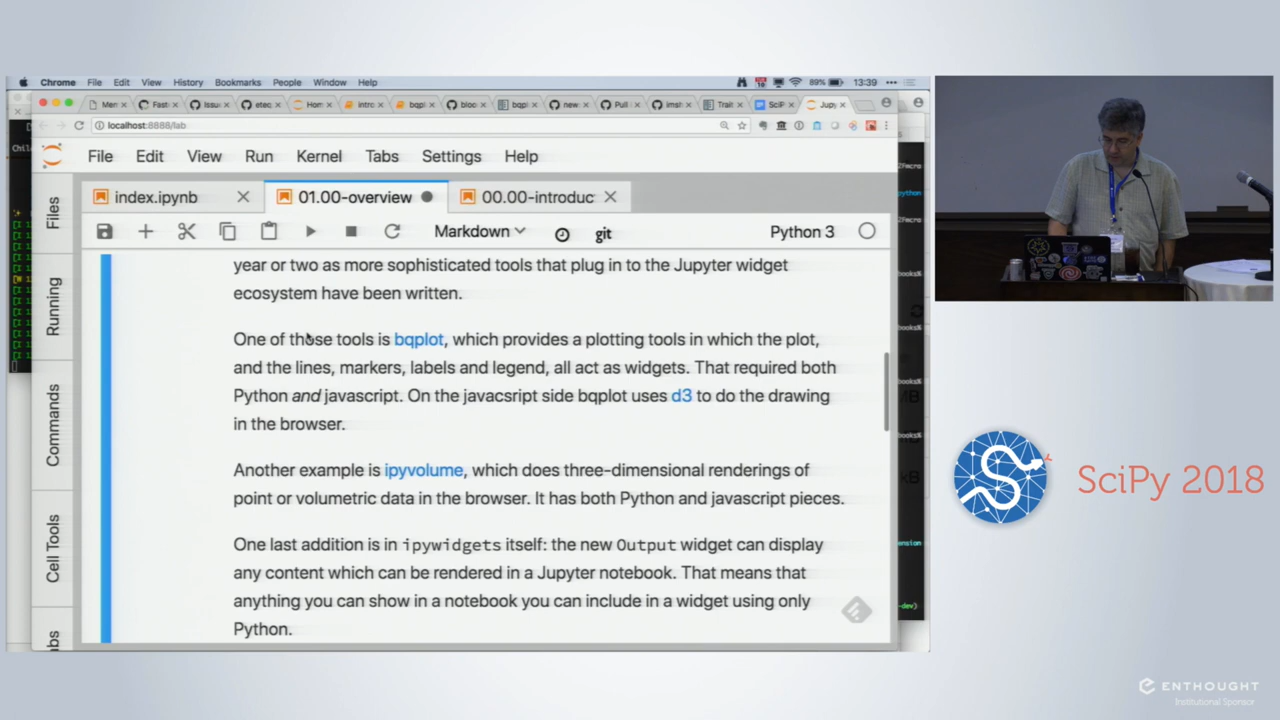 Chrome File Edit View History Bookmarks People Window Help
89% 13:39
localhost:8888/lab
File Edit View Run Kernel Tabs Settings Help
index.ipynb 01.00-overview 00.00-introduc
Markdown git Python 3
Files
Running
Commands
Cell Tools
year or two as more sophisticated tools that plug in to the Jupyter widget
ecosystem have been written.
One of those tools is bqplot, which provides a plotting tools in which the plot,
and the lines, markers, labels and legend, all act as widgets. That required both
Python and javascript. On the javacsript side bqplot uses d3 to do the drawing
in the browser.
Another example is ipyvolume, which does three-dimensional renderings of
point or volumetric data in the browser. It has both Python and javascript pieces.
One last addition is in ipywidgets itself: the new Output widget can display
any content which can be rendered in a Jupyter notebook. That means that
anything you can show in a notebook you can include in a widget using only
Python.
SciPy 2018
ENTHOUGHT
Institutional Sponsor